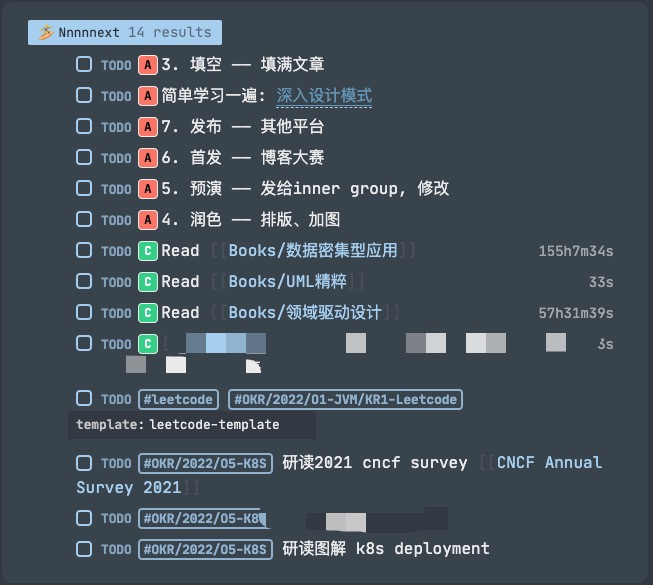 Nnnnnext 14 results
TODO A 3. 填空 —— 填满文章
TODO A 简单学习一遍: 深入设计模式
TODO A 7. 发布 —— 其他平台
TODO A 6. 首发 —— 博客大赛
TODO A 5. 预演 —— 发给inner group, 修改
TODO A 4. 润色 —— 排版、加图
TODO C Read [[Books/数据密集型应用]] 155h7m34s
TODO C Read [[Books/UML精粹]] 33s
TODO C Read [[Books/领域驱动设计]] 57h31m39s
TODO C [ 3s
TODO #leetcode #OKR/2022/O1-JVM/KR1-Leetcode
template: leetcode-template
TODO #OKR/2022/O5-K8S 研读2021 cncf survey [[CNCF Annual
Survey 2021]]
TODO #OKR/2022/O5-K8
TODO #OKR/2022/O5-K8S 研读图解 k8s deployment